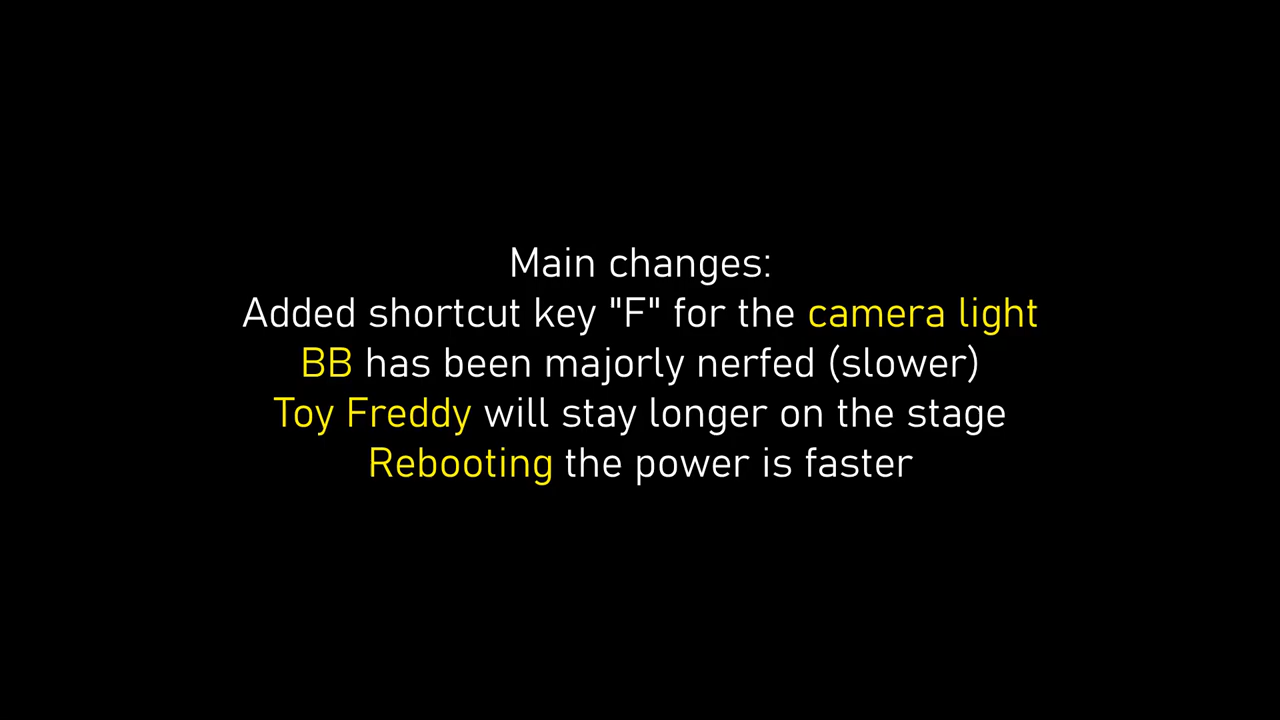 Main changes:
Added shortcut key "F" for the camera light
BB has been majorly nerfed (slower)
Toy Freddy will stay longer on the stage
Rebooting the power is faster